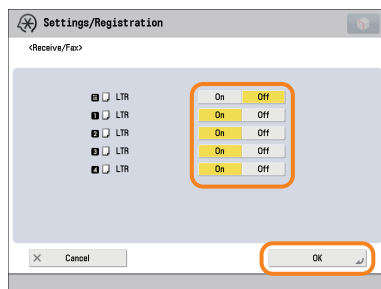 Settings/Registration
<Receive/Fax>
LTR On Off
1 LTR On Off
2 LTR On Off
3 LTR On Off
4 LTR On Off
× Cancel OK